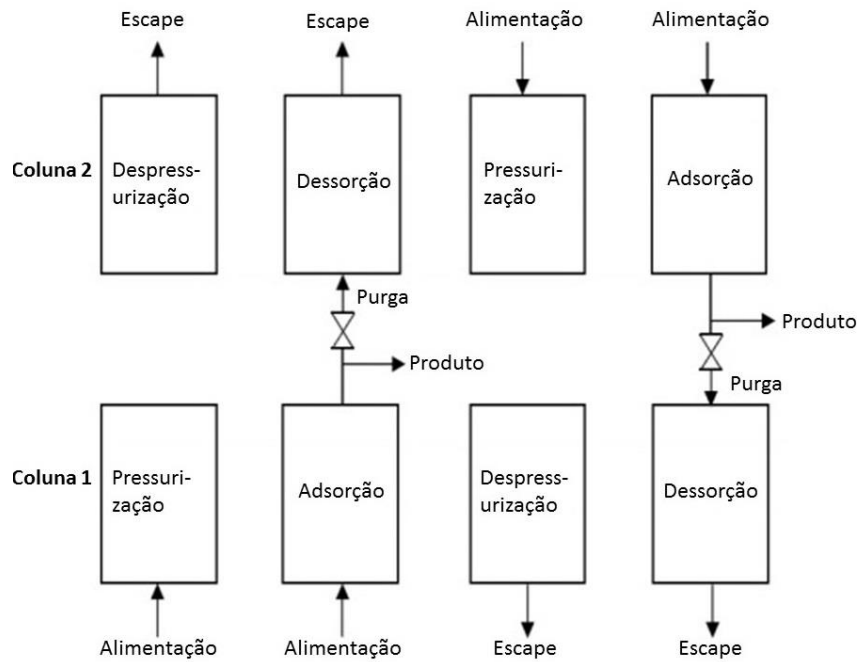 Escape
Escape
Alimentação
Alimentação
Coluna 2
Despress-
urização
Dessorção
Pressuri-
zação
Adsorção
Purga
Produto
Produto
Purga
Coluna 1
Pressuri-
zação
Adsorção
Despress-
urização
Dessorção
Alimentação
Alimentação
Escape
Escape